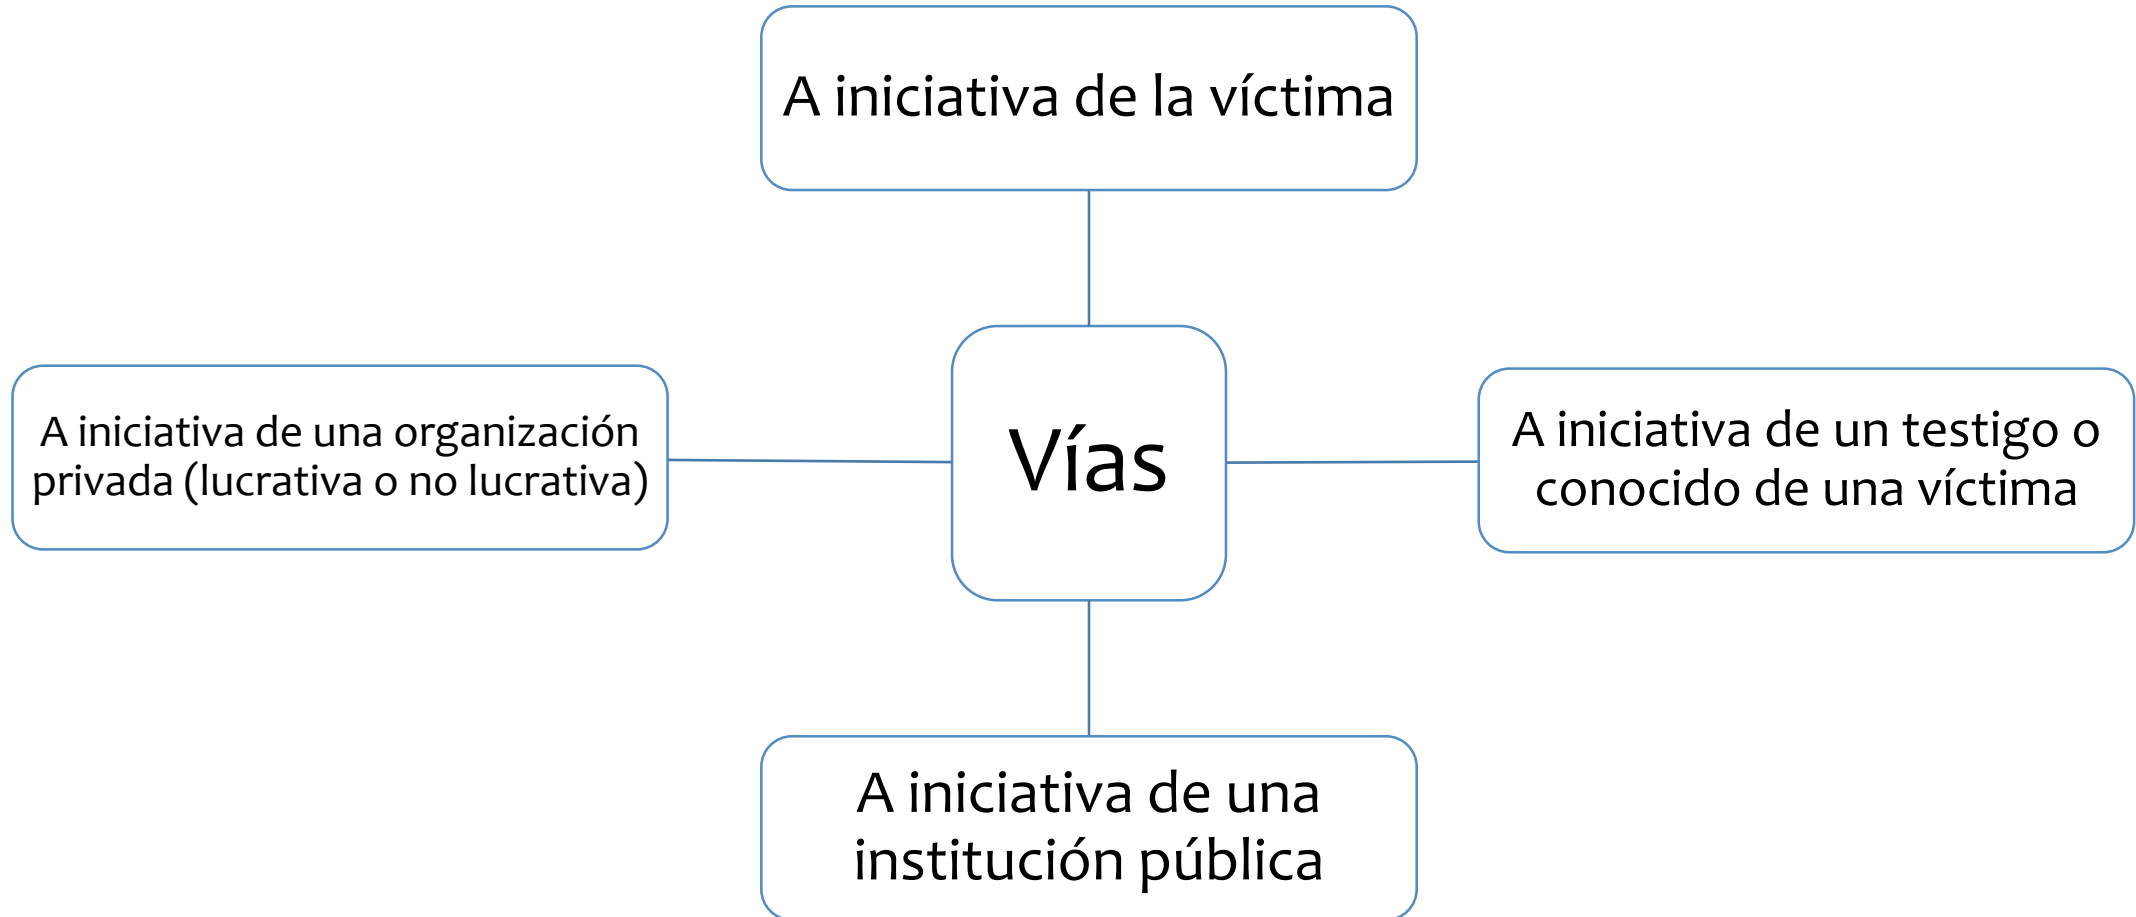 A iniciativa de la víctima
A iniciativa de una organización
privada (lucrativa o no lucrativa)
Vías
A iniciativa de un testigo o
conocido de una víctima
A iniciativa de una
institución pública